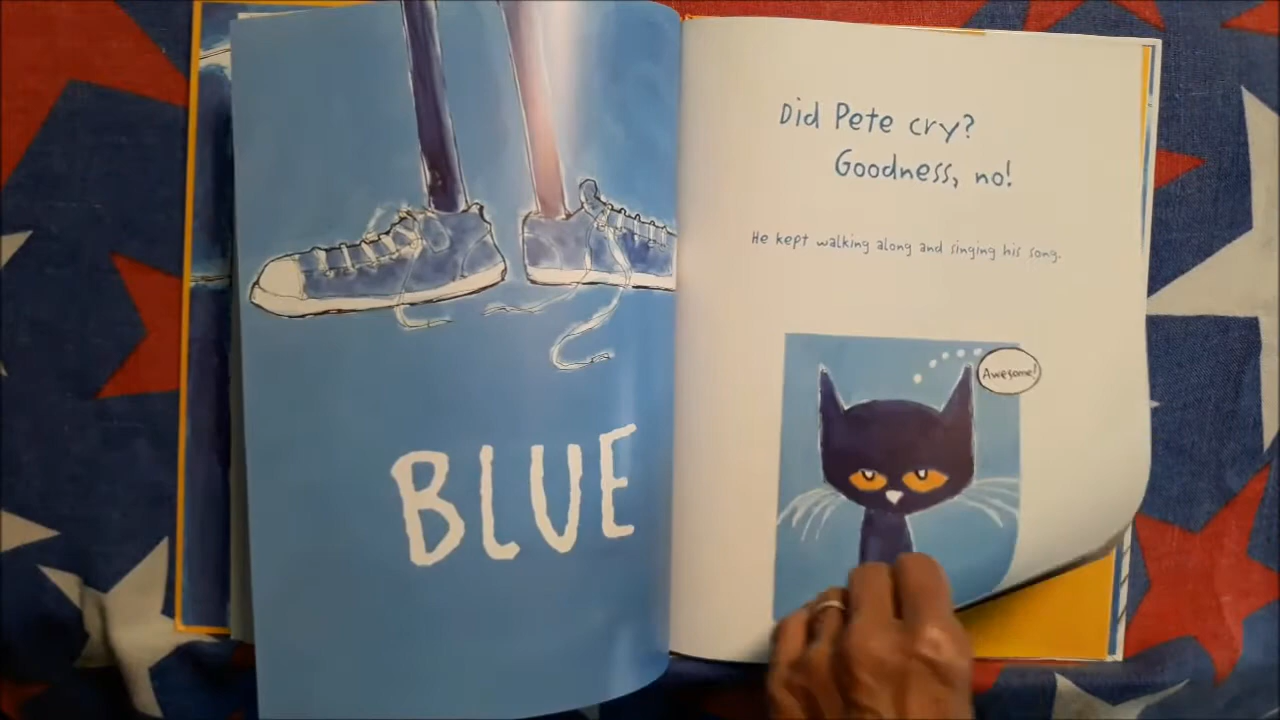 BLUE
Did Pete cry?
Goodness, no!
He kept walking along and singing his song.
Awesome!